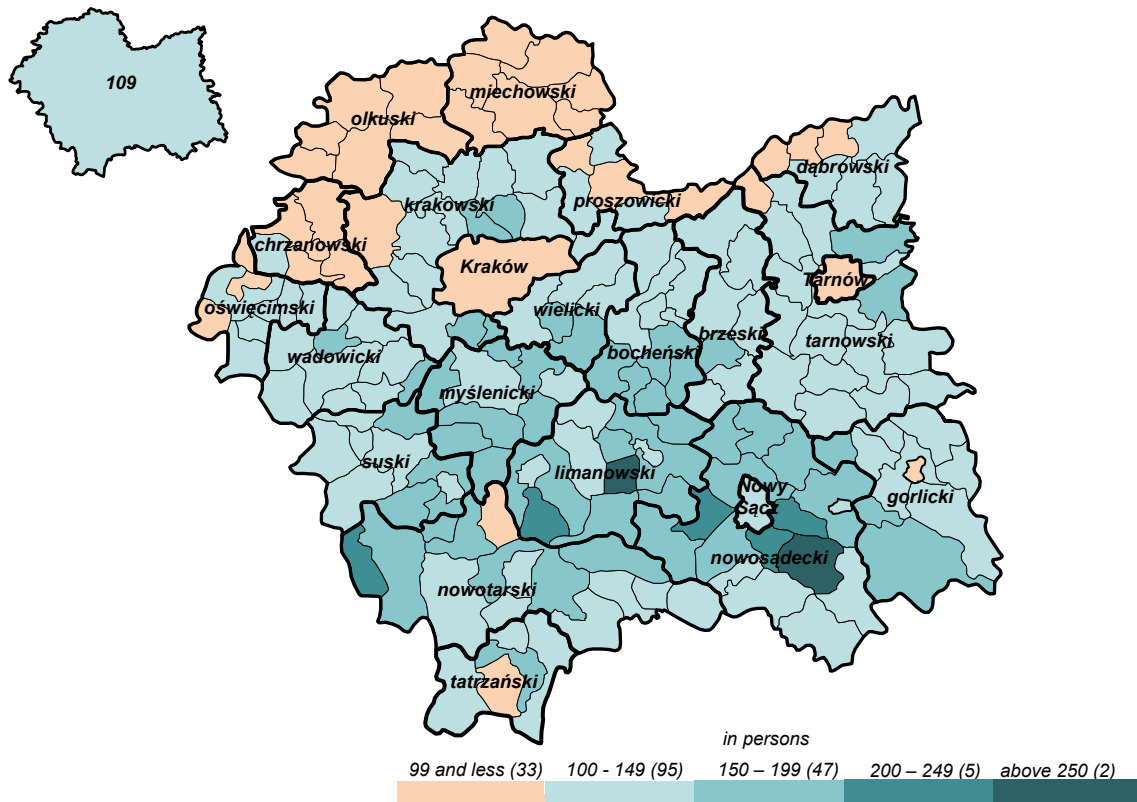 109
miechowski
olkuski
dąbrowski
proszowicki
krakowski
chrzanowski
Kraków
Tarnów
oświęcimski
wielicki
brzeski
tarnowski
wadowicki
bocheński
myślenicki
suski
limanowski
Nowy
Sącz
gorlicki
nowosądecki
nowotarski
tatrzański
in persons
99 and less (33) 100 - 149 (95) 150 – 199 (47) 200 – 249 (5) above 250 (2)